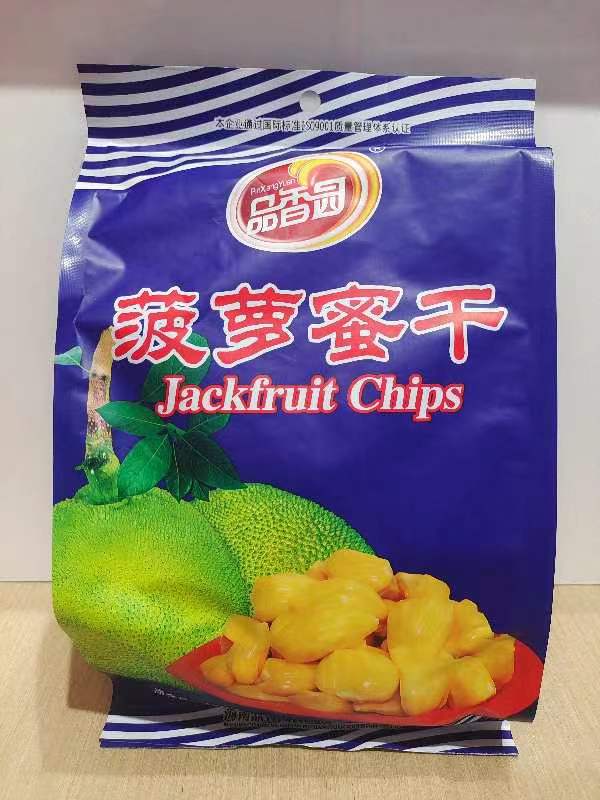 本企业通过国际标准ISO9001质量管理体系认证
®
PinXangYuan
品香园
菠萝蜜干
Jackfruit Chips